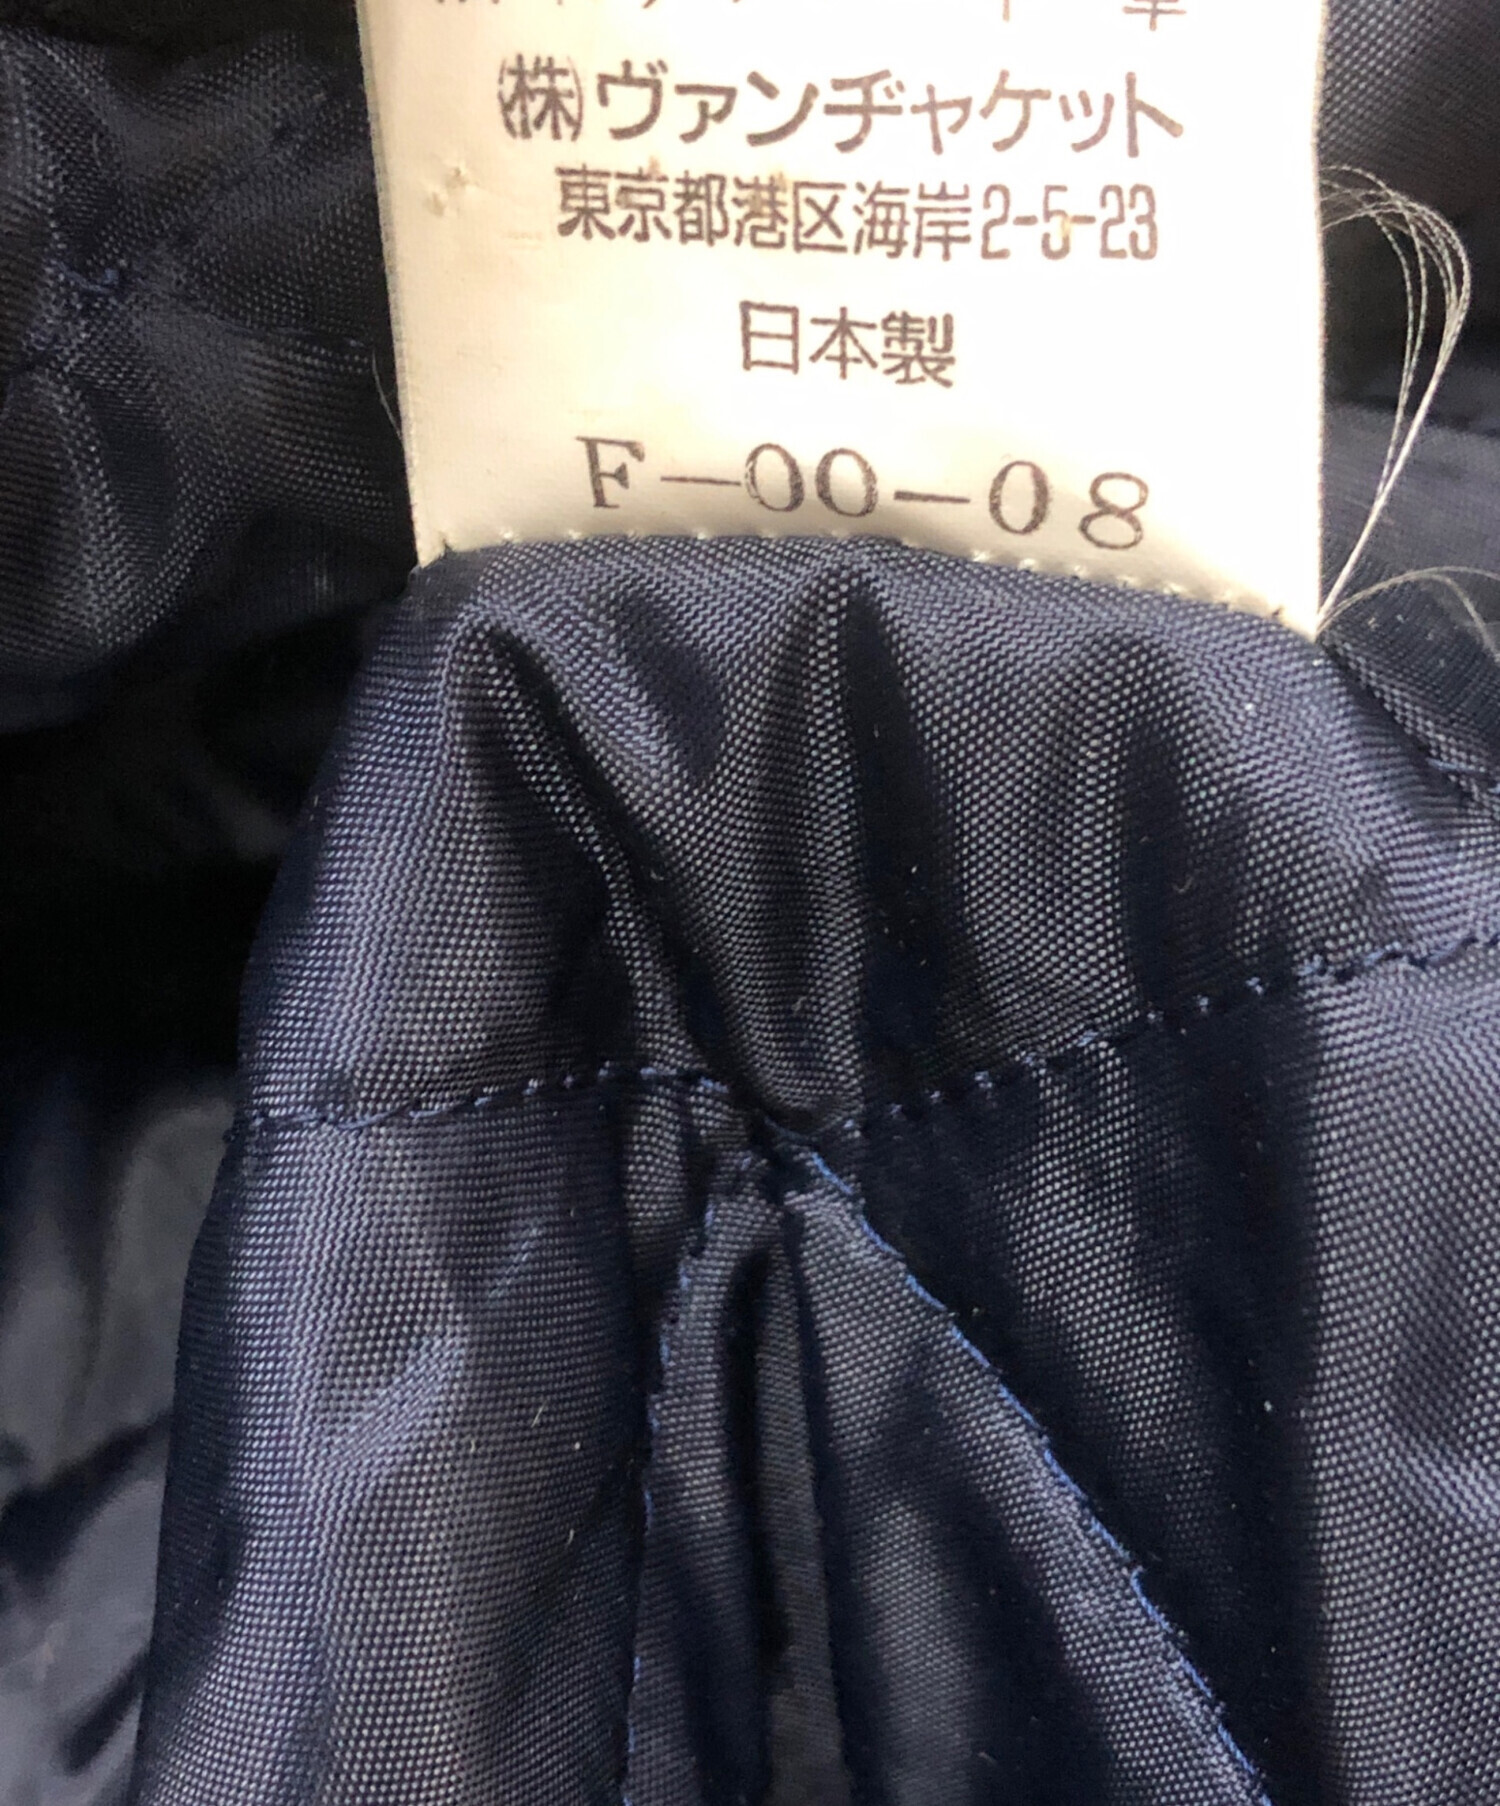 (株)ヴァンヂャケット
東京都港区海岸2-5-23
日本製
F-00-08